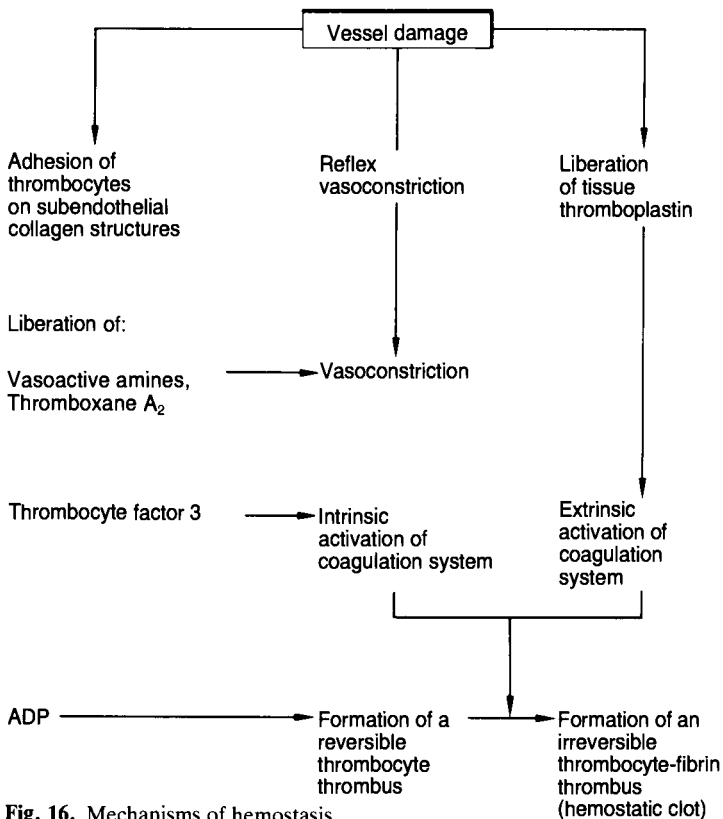 Vessel damage
Adhesion of
thrombocytes
on subendothelial
collagen structures
Reflex
vasoconstriction
Liberation
of tissue
thromboplastin
Liberation of:
Vasoactive amines,
Thromboxane A₂
Vasoconstriction
Thrombocyte factor 3
Intrinsic
activation of
coagulation system
Extrinsic
activation of
coagulation
system
ADP
Formation of a
reversible
thrombocyte
thrombus
Formation of an
irreversible
thrombocyte-fibrin
thrombus
(hemostatic clot)
Fig. 16. Mechanisms of hemostasis